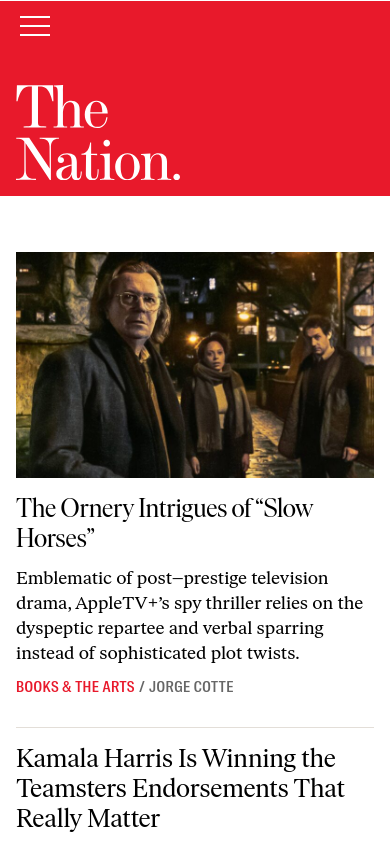 The
Nation.
The Ornery Intrigues of “Slow
Horses”
Emblematic of post–prestige television
drama, AppleTV+’s spy thriller relies on the
dyspeptic repartee and verbal sparring
instead of sophisticated plot twists.
BOOKS & THE ARTS / JORGE COTTE
Kamala Harris Is Winning the
Teamsters Endorsements That
Really Matter